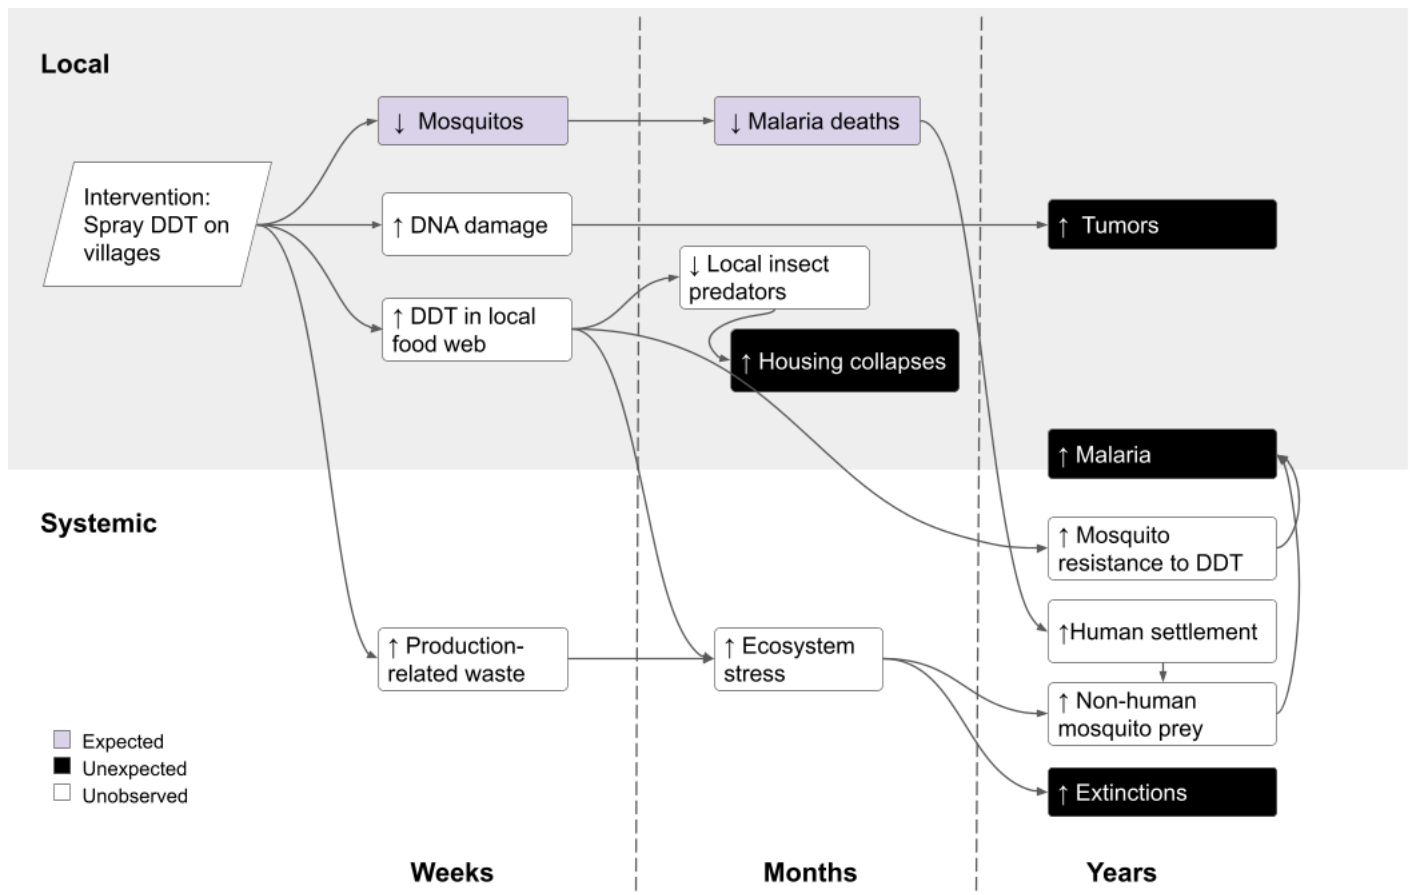 Local
↓ Mosquitos
↓ Malaria deaths
Intervention:
Spray DDT on
villages
↑ DNA damage
↑ Tumors
↓ Local insect
predators
↑ DDT in local
food web
↑ Housing collapses
↑ Malaria
Systemic
↑ Mosquito
resistance to DDT
↑Human settlement
↑ Production-
related waste
↑ Ecosystem
stress
↑ Non-human
mosquito prey
↑ Extinctions
Expected
Unexpected
Unobserved
Weeks
Months
Years